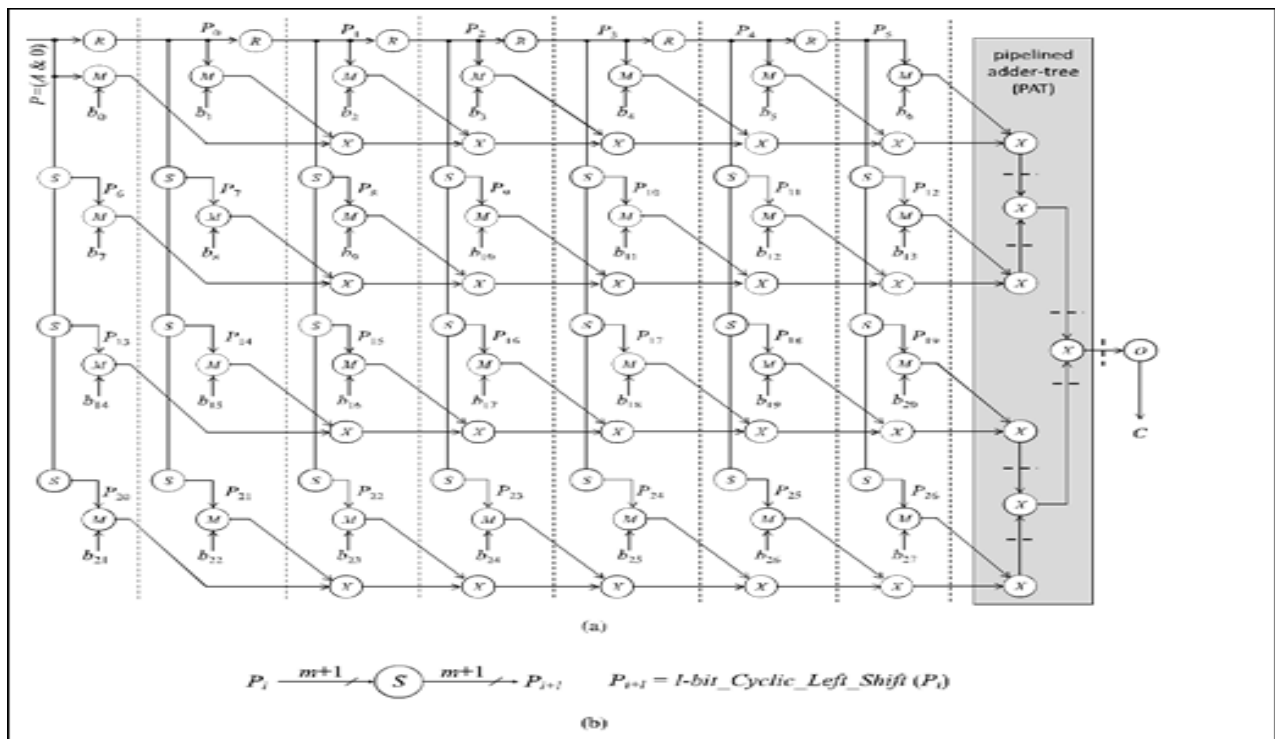 P₀ P₁ P₂ P₃ P₄ P₅
R R R R R R
P=(A & 0)
pipelined
adder-tree
(PAT)
M M M M M M M
b₀ b₁ b₂ b₃ b₄ b₅ b₆
X X X X X X
S S S S S S S
P₆ P₇ P₈ P₉ P₁₀ P₁₁ P₁₂
M M M M M M M X
b₇ b₈ b₉ b₁₀ b₁₁ b₁₂ b₁₃
X X X X X X
S S S S S S S
P₁₃ P₁₄ P₁₅ P₁₆ P₁₇ P₁₈ P₁₉
X O
M M M M M M M
b₁₄ b₁₅ b₁₆ b₁₇ b₁₈ b₁₉ b₂₀
X X X X X X C
S S S S S S S
P₂₀ P₂₁ P₂₂ P₂₃ P₂₄ P₂₅ P₂₆
M M M M M M M X
b₂₁ b₂₂ b₂₃ b₂₄ b₂₅ b₂₆ b₂₇
X X X X X X
(a)
Pᵢ m+1 S m+1 Pᵢ₊ₗ Pᵢ₊ₗ = l-bit_Cyclic_Left_Shift (Pᵢ)
(b)